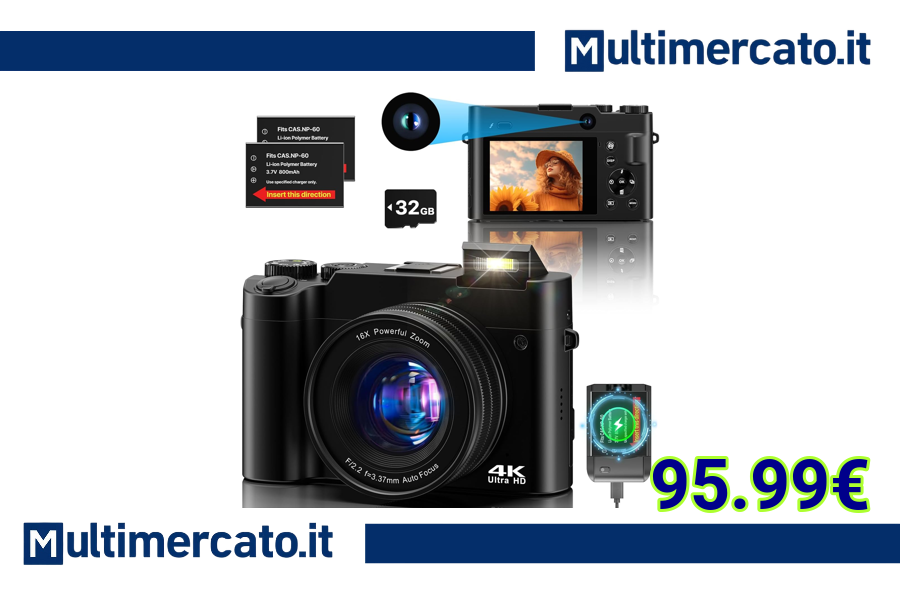 Multimercato.it
Fits CAS.NP-60
Li-ion Polymer Battery
Fits CAS.NP-60
Li-ion Polymer Battery
3.7V 800mAh
Use specified charger only.
Insert this direction
32GB
16X Powerful Zoom
F/2.2 f=3.37mm Auto Focus
4K
Ultra HD
95.99€
Multimercato.it